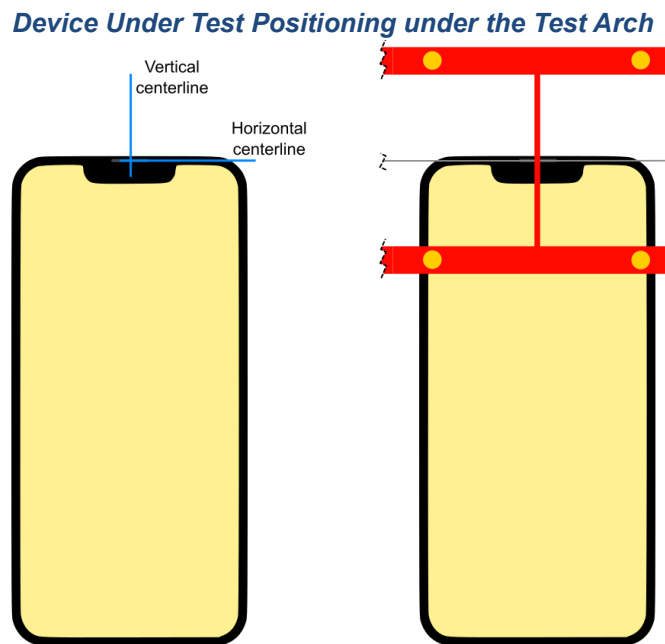 Device Under Test Positioning under the Test Arch
Vertical
centerline
Horizontal
centerline